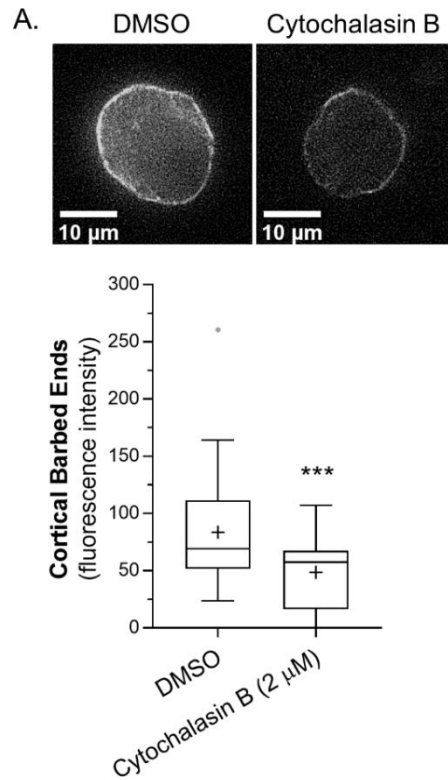 A.
DMSO Cytochalasin B
10 µm 10 µm
Cortical Barbed Ends
(fluorescence intensity)
300
250
200
150
100
50
0
***
+
+
DMSO
Cytochalasin B (2 µM)